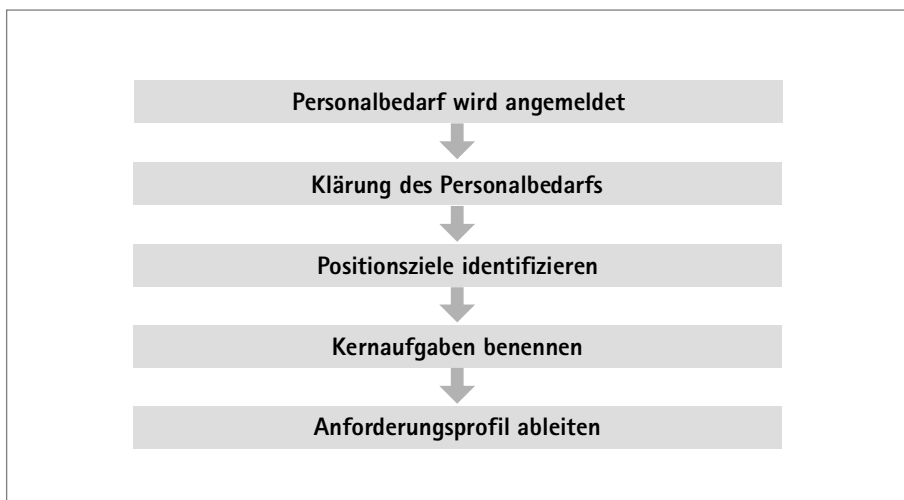 Personalbedarf wird angemeldet
Klärung des Personalbedarfs
Positionsziele identifizieren
Kernaufgaben benennen
Anforderungsprofil ableiten